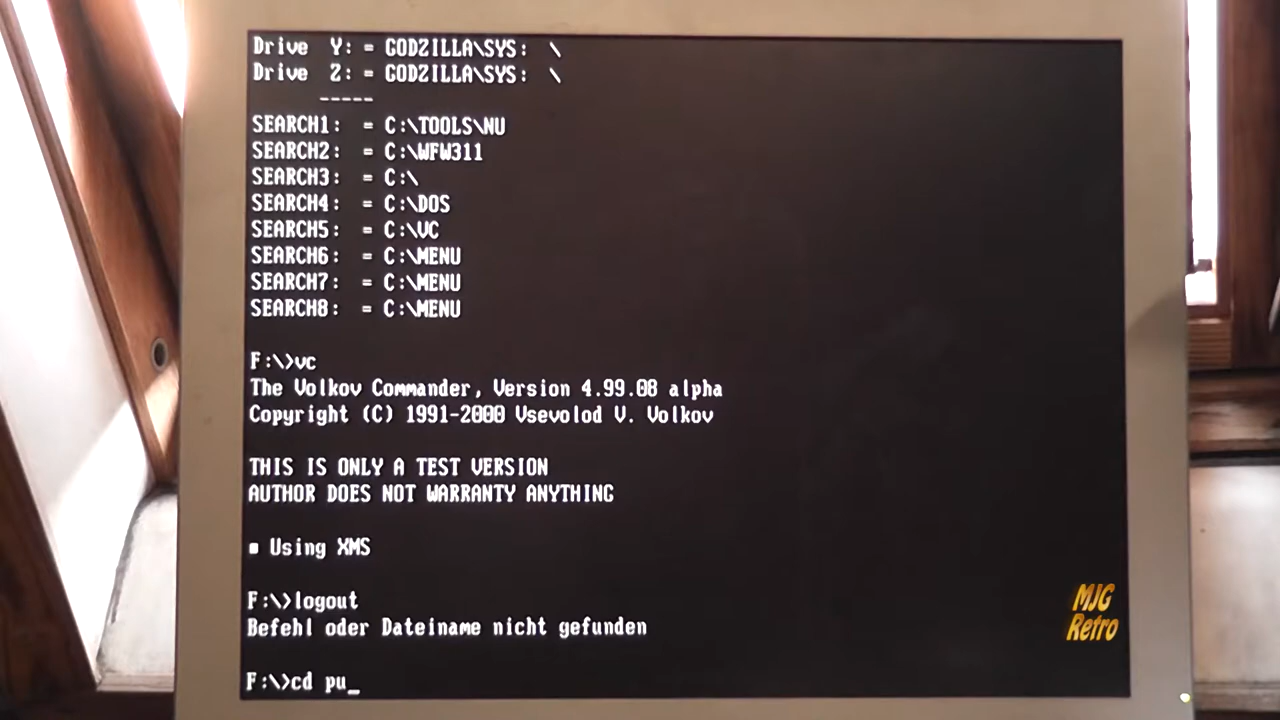 Drive  Y: = GODZILLA\SYS:  \
Drive  Z: = GODZILLA\SYS:  \
-----
SEARCH1:  = C:\TOOLS\NU
SEARCH2:  = C:\WFW311
SEARCH3:  = C:\
SEARCH4:  = C:\DOS
SEARCH5:  = C:\VC
SEARCH6:  = C:\MENU
SEARCH7:  = C:\MENU
SEARCH8:  = C:\MENU
F:\>vc
The Volkov Commander, Version 4.99.08 alpha
Copyright (C) 1991-2000 Vsevolod V. Volkov
THIS IS ONLY A TEST VERSION
AUTHOR DOES NOT WARRANTY ANYTHING
■ Using XMS
F:\>logout
Befehl oder Dateiname nicht gefunden
F:\>cd pu_
MJG
Retro